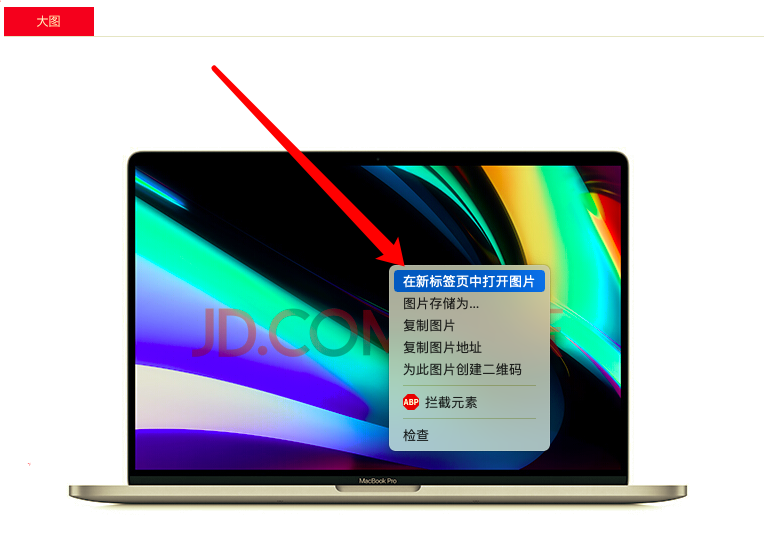 大图
在新标签页中打开图片
图片存储为...
复制图片
复制图片地址
为此图片创建二维码
ABP 拦截元素
检查
JD.COM
MacBook Pro